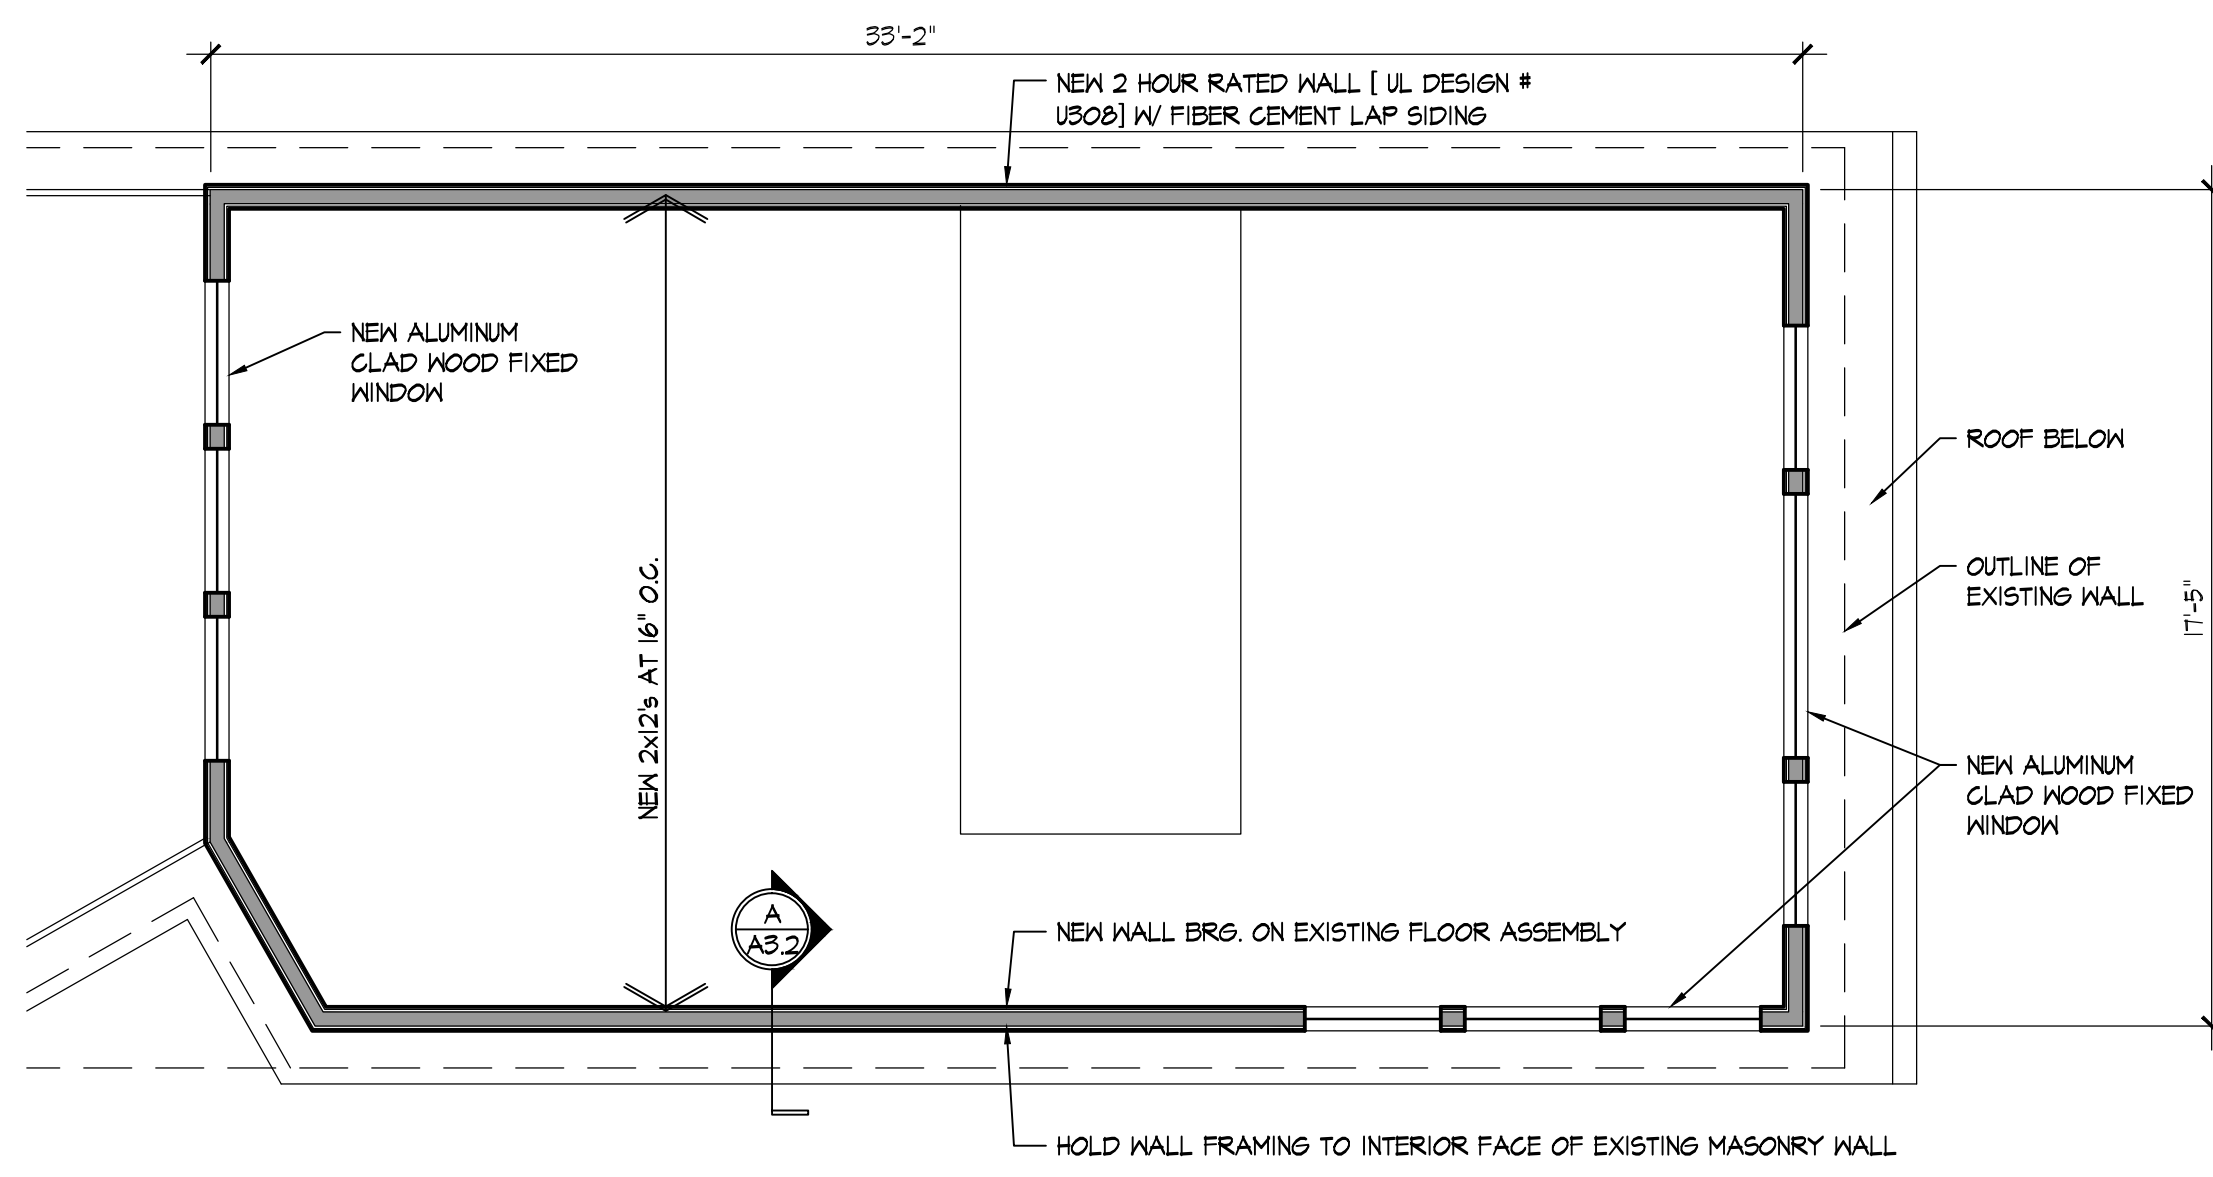 33'-2"
NEW 2 HOUR RATED WALL [ UL DESIGN #
U308] W/ FIBER CEMENT LAP SIDING
NEW ALUMINUM
CLAD WOOD FIXED
WINDOW
ROOF BELOW
OUTLINE OF
EXISTING WALL
17'-5"
NEW 2x12's AT 16" O.C.
NEW ALUMINUM
CLAD WOOD FIXED
WINDOW
A
A3.2
NEW WALL BRG. ON EXISTING FLOOR ASSEMBLY
HOLD WALL FRAMING TO INTERIOR FACE OF EXISTING MASONRY WALL